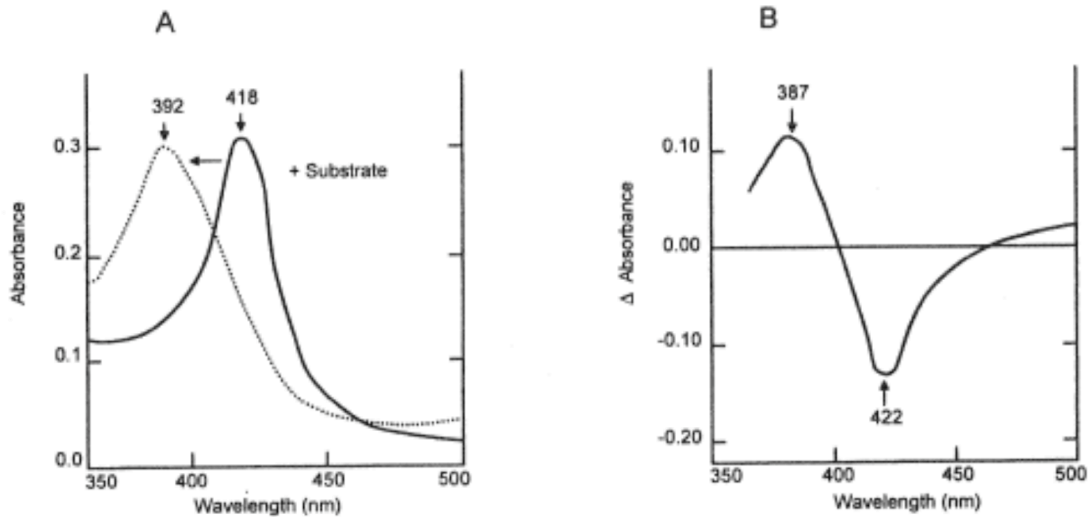 A
B
392
418
+ Substrate
0.3
0.2
0.1
0.0
Absorbance
350
400
450
500
Wavelength (nm)
387
422
0.10
0.00
-0.10
-0.20
Δ Absorbance
350
400
450
500
Wavelength (nm)